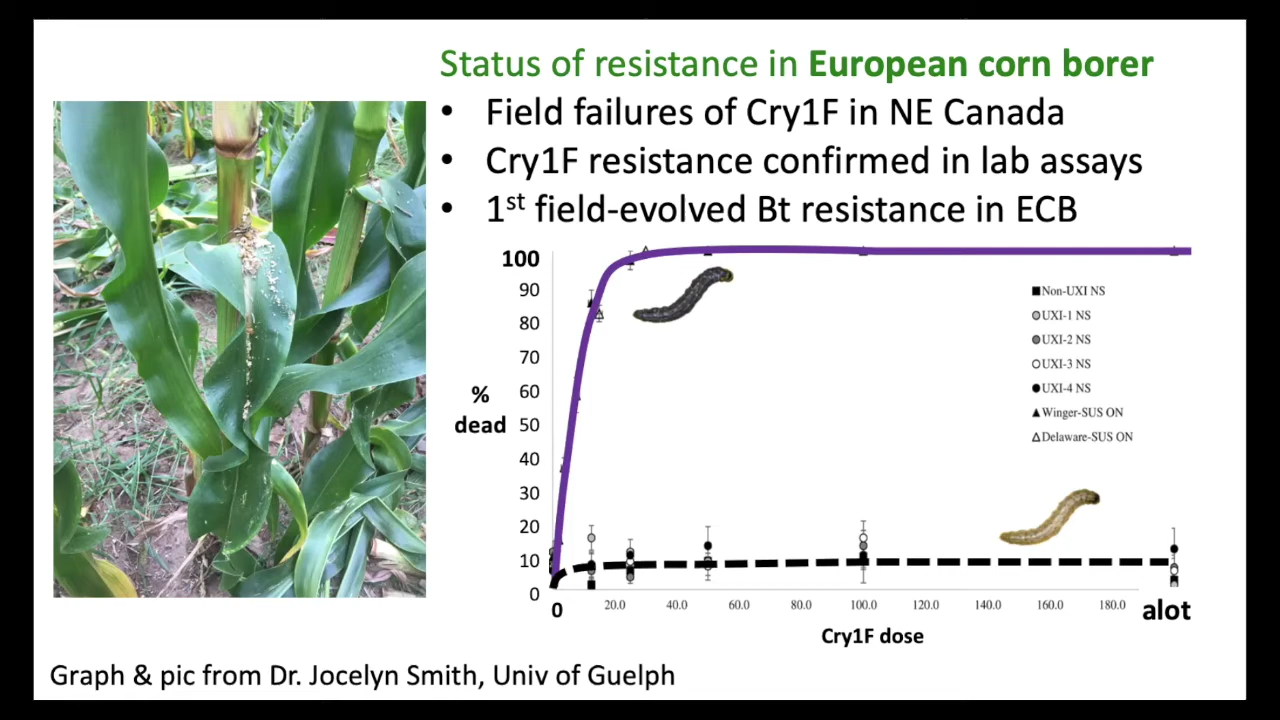 Status of resistance in European corn borer
• Field failures of Cry1F in NE Canada
• Cry1F resistance confirmed in lab assays
• 1st field-evolved Bt resistance in ECB
100
90
80
70
60
50
40
30
20
10
0
% dead
Non-UXI NS
UXI-1 NS
UXI-2 NS
UXI-3 NS
UXI-4 NS
Winger-SUS ON
Delaware-SUS ON
0 20.0 40.0 60.0 80.0 100.0 120.0 140.0 160.0 180.0 alot
Cry1F dose
Graph & pic from Dr. Jocelyn Smith, Univ of Guelph